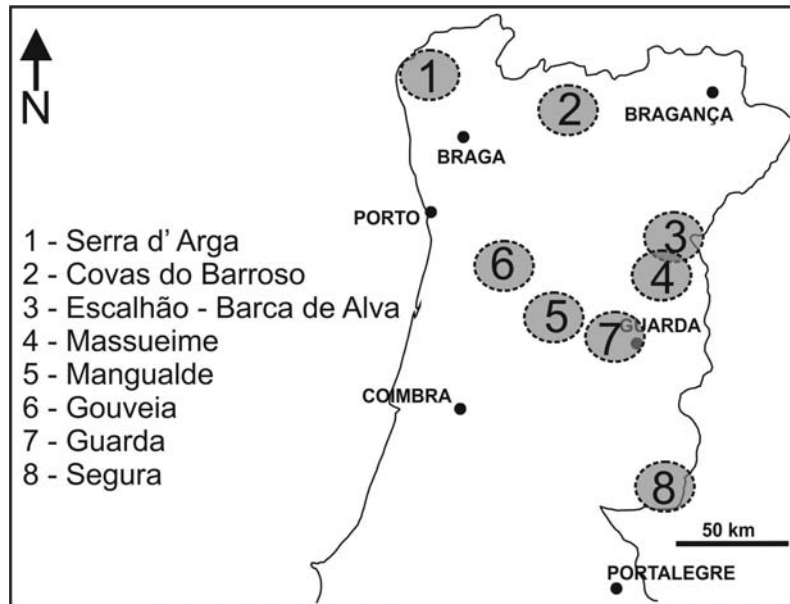 1
2
BRAGANÇA
BRAGA
N
PORTO
3
6
4
5
GUARDA
7
COIMBRA
8
50 km
PORTALEGRE
1 - Serra d' Arga
2 - Covas do Barroso
3 - Escalhão - Barca de Alva
4 - Massueime
5 - Mangualde
6 - Gouveia
7 - Guarda
8 - Segura